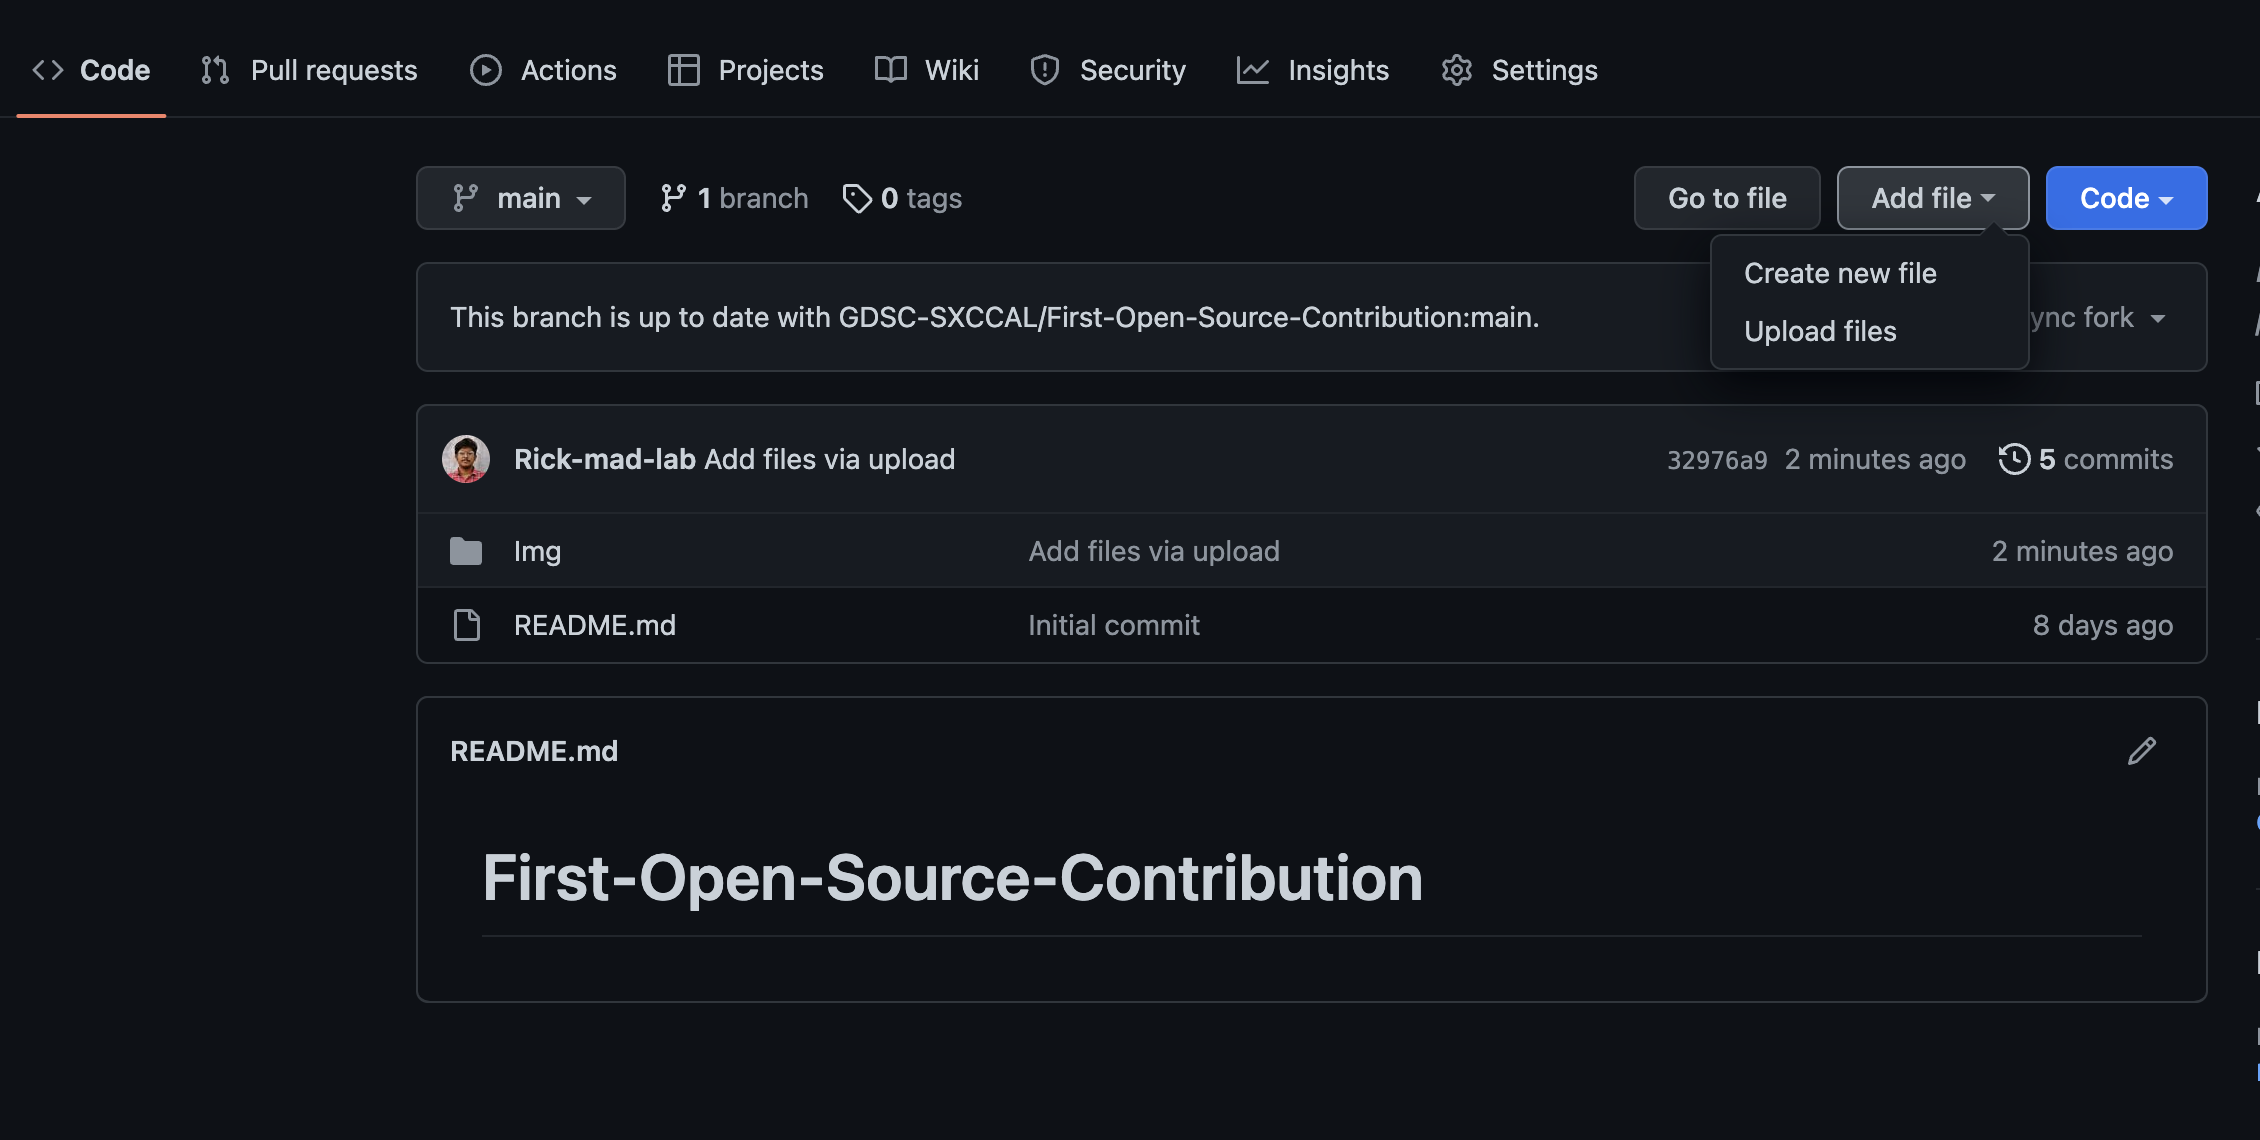 Code Pull requests Actions Projects Wiki Security Insights Settings
main 1 branch 0 tags Go to file Add file Code
Create new file
This branch is up to date with GDSC-SXCCAL/First-Open-Source-Contribution:main. ync fork
Upload files
Rick-mad-lab Add files via upload 32976a9 2 minutes ago 5 commits
Img Add files via upload 2 minutes ago
README.md Initial commit 8 days ago
README.md
First-Open-Source-Contribution